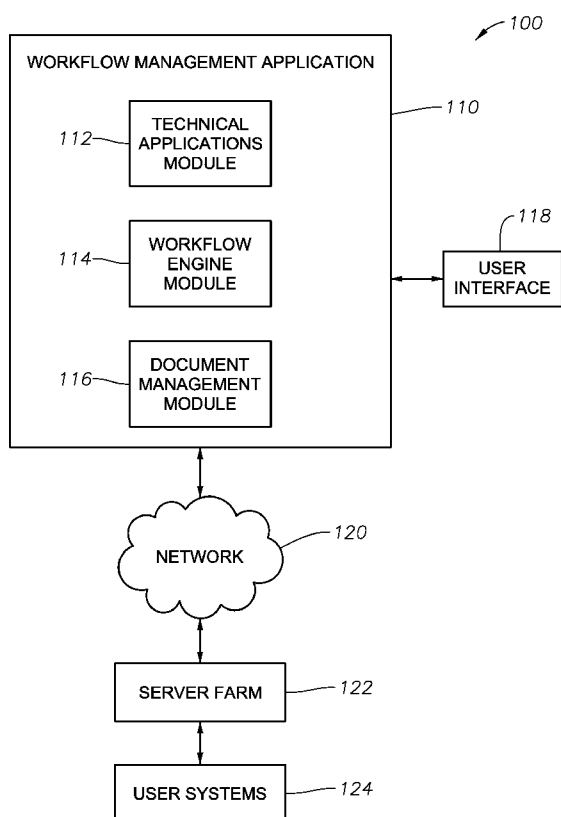 100
WORKFLOW MANAGEMENT APPLICATION
110
112
TECHNICAL
APPLICATIONS
MODULE
114
WORKFLOW
ENGINE
MODULE
118
USER
INTERFACE
116
DOCUMENT
MANAGEMENT
MODULE
NETWORK
120
SERVER FARM
122
USER SYSTEMS
124